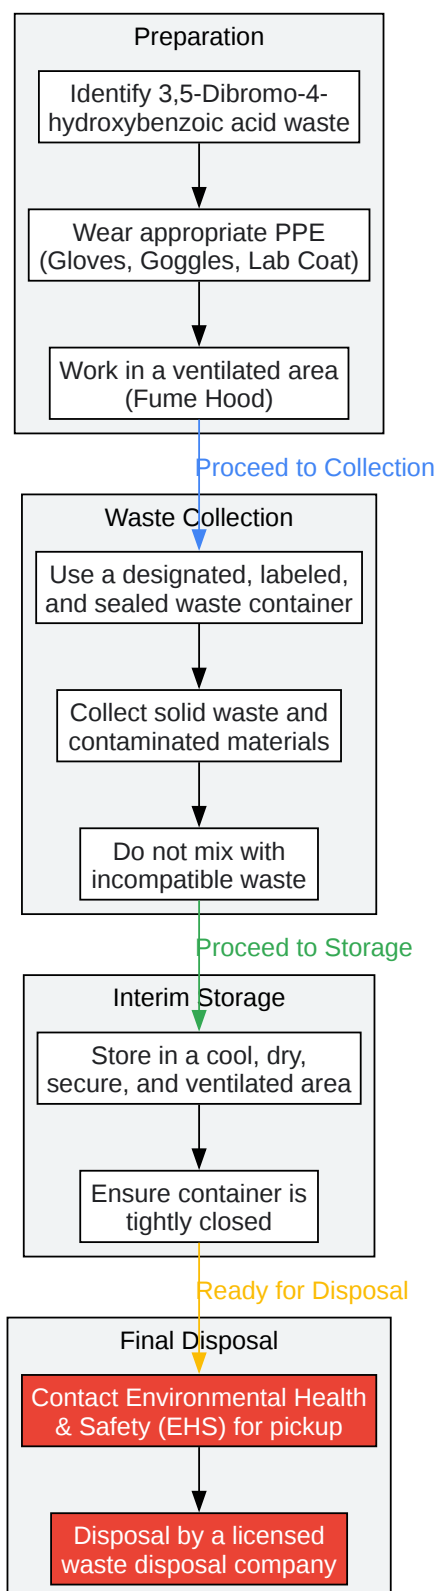 Preparation
Identify 3,5-Dibromo-4-
hydroxybenzoic acid waste
Wear appropriate PPE
(Gloves, Goggles, Lab Coat)
Work in a ventilated area
(Fume Hood)
Proceed to Collection
Waste Collection
Use a designated, labeled,
and sealed waste container
Collect solid waste and
contaminated materials
Do not mix with
incompatible waste
Proceed to Storage
Interim Storage
Store in a cool, dry,
secure, and ventilated area
Ensure container is
tightly closed
Ready for Disposal
Final Disposal
Contact Environmental Health
& Safety (EHS) for pickup
Disposal by a licensed
waste disposal company